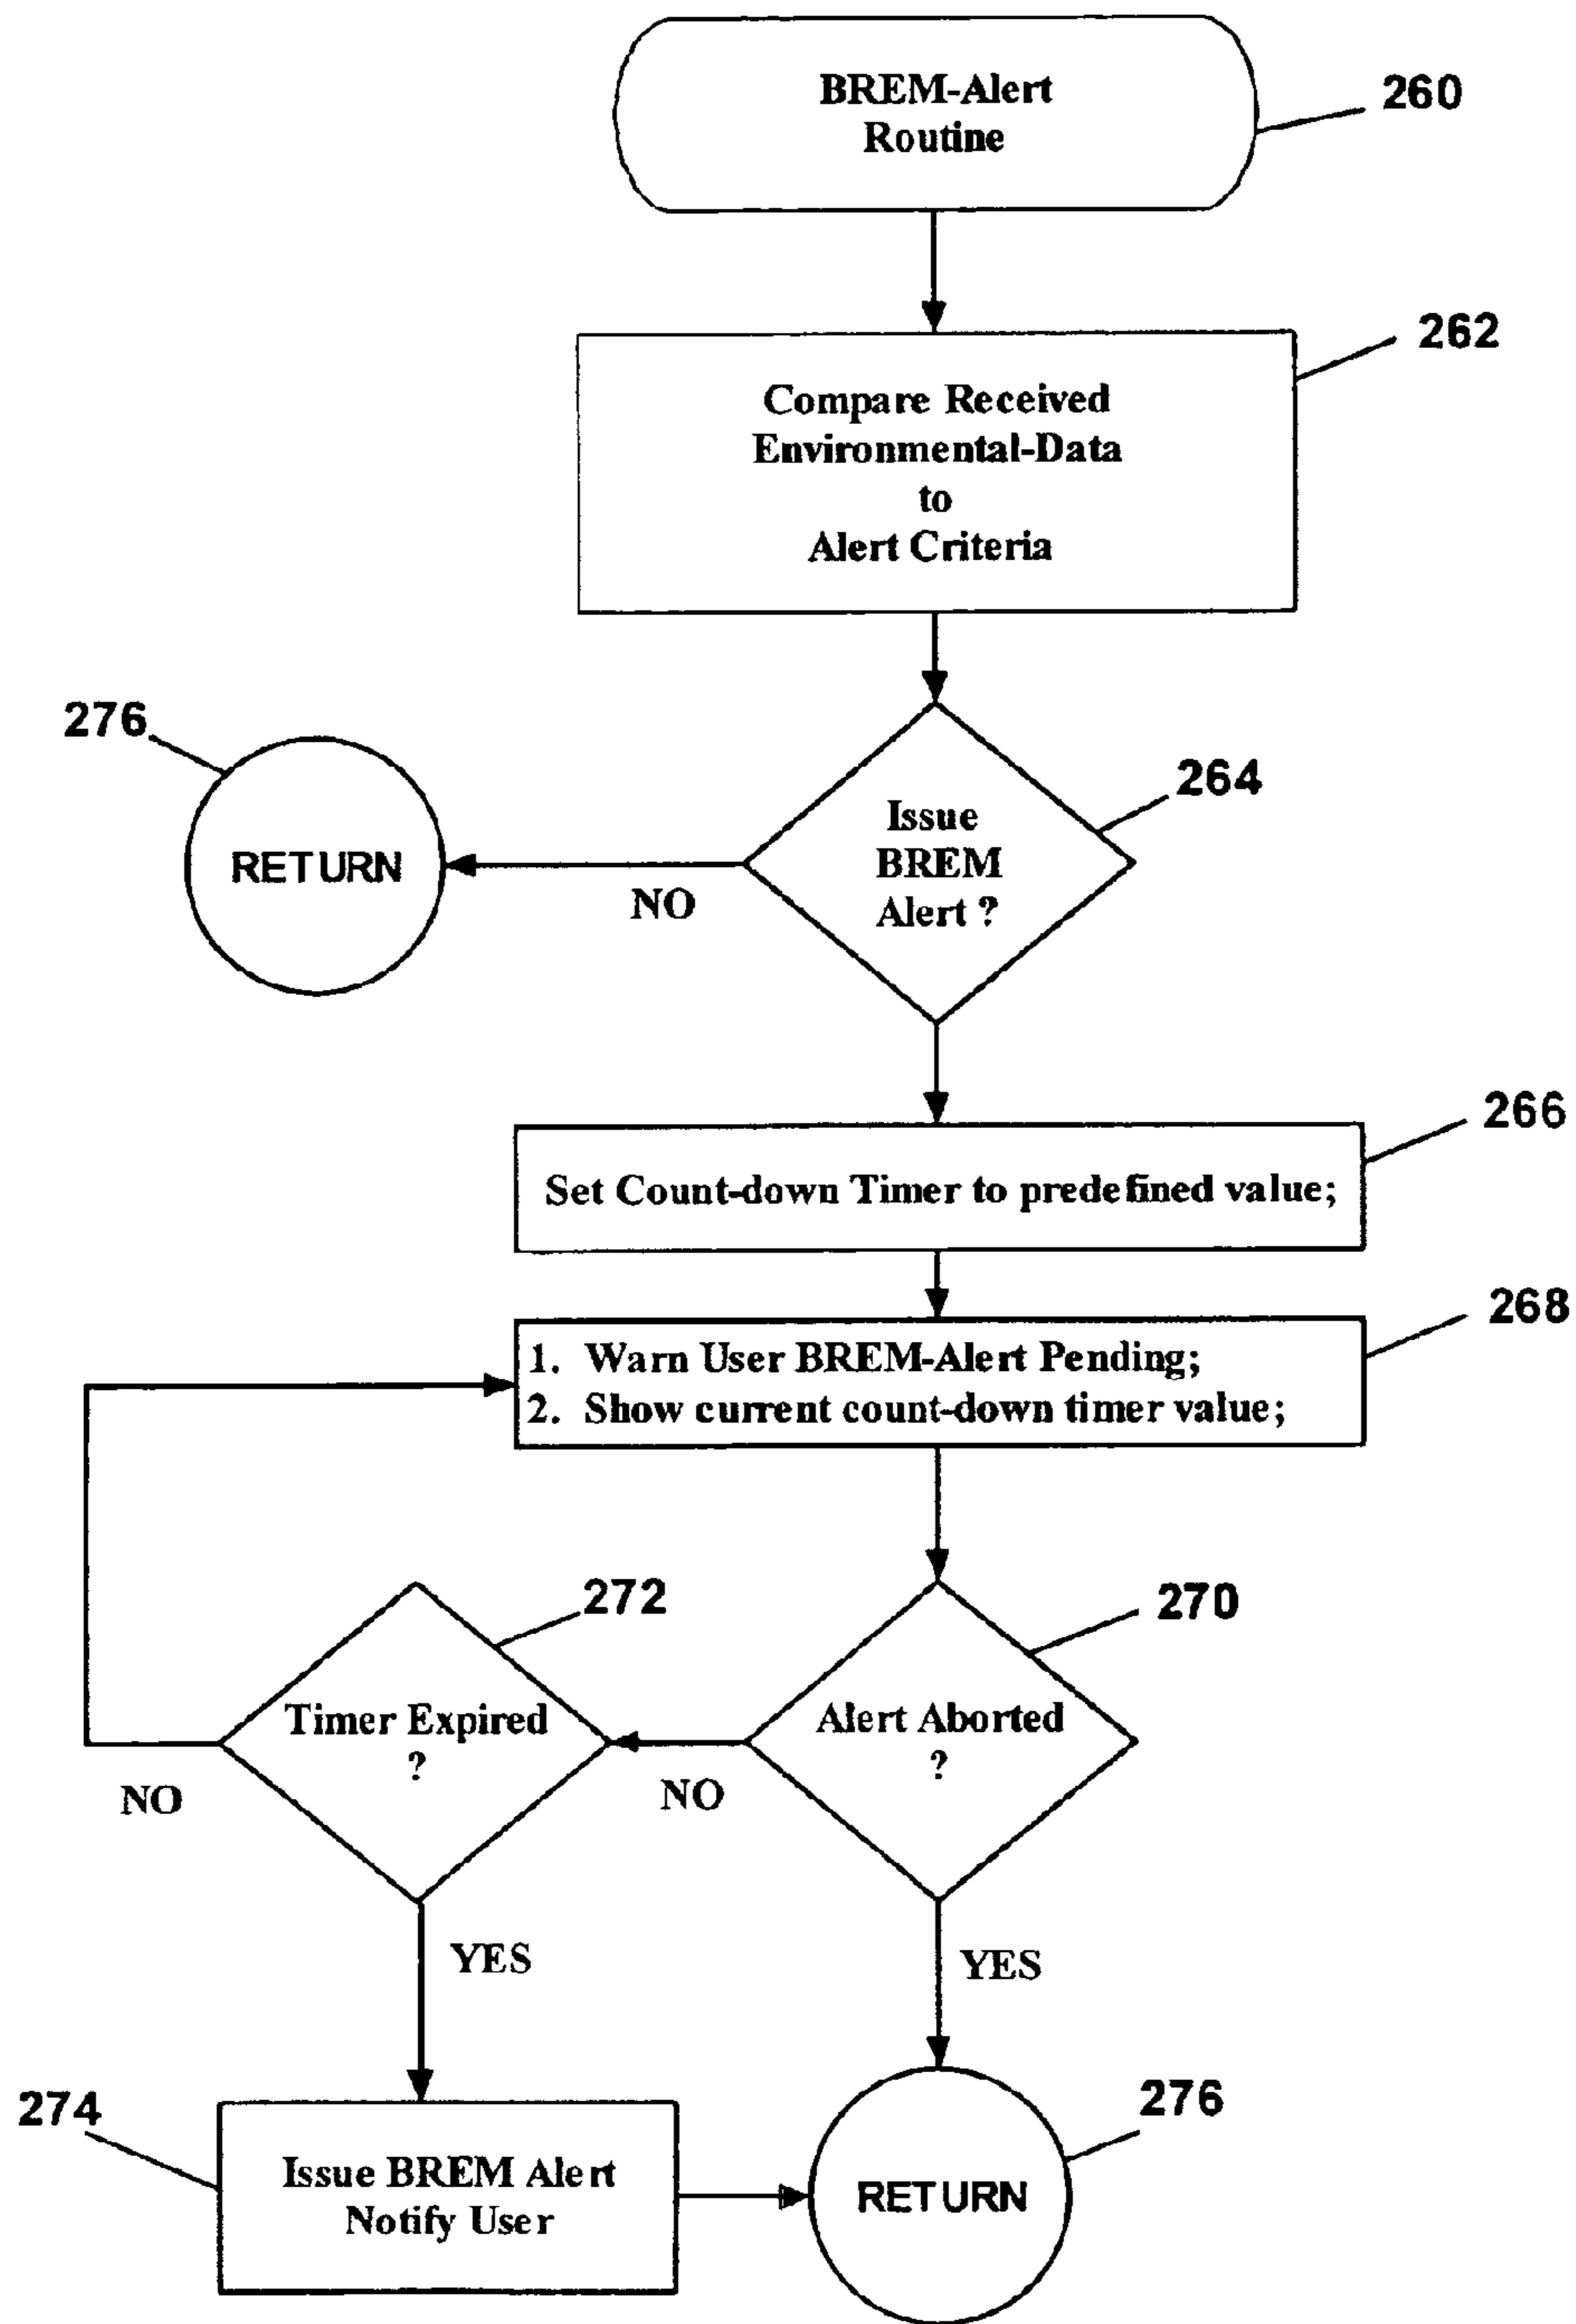 BREM-Alert
Routine
260
262
Compare Received
Environmental-Data
to
Alert Criteria
276
264
Issue
BREM
Alert ?
RETURN
NO
266
Set Count-down Timer to predefined value;
268
1. Warn User BREM-Alert Pending;
2. Show current count-down timer value;
272
270
Timer Expired
?
Alert Aborted
?
NO
NO
YES
YES
274
276
Issue BREM Alert
Notify User
RETURN